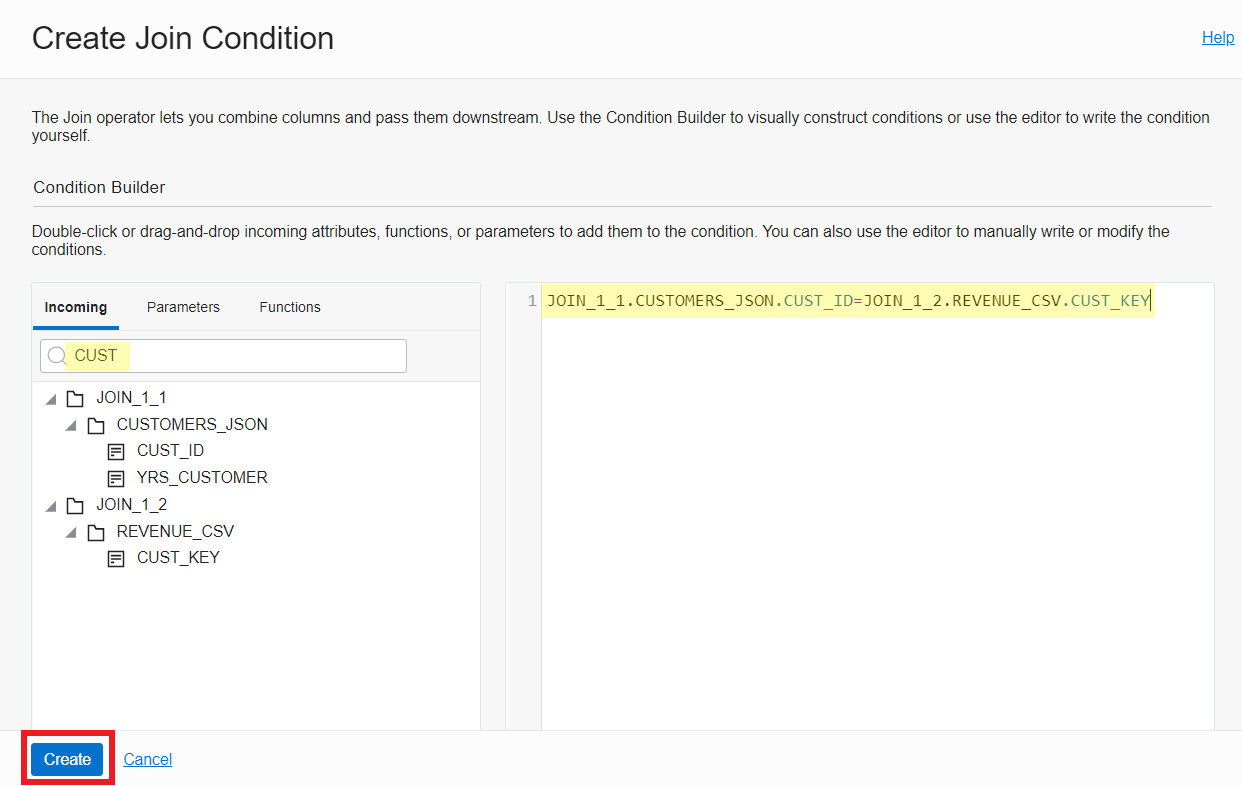 Create Join Condition
Help
The Join operator lets you combine columns and pass them downstream. Use the Condition Builder to visually construct conditions or use the editor to write the condition
yourself.
Condition Builder
Double-click or drag-and-drop incoming attributes, functions, or parameters to add them to the condition. You can also use the editor to manually write or modify the
conditions.
Incoming Parameters Functions
CUST
JOIN_1_1
CUSTOMERS_JSON
CUST_ID
YRS_CUSTOMER
JOIN_1_2
REVENUE_CSV
CUST_KEY
1 JOIN_1_1.CUSTOMERS_JSON.CUST_ID=JOIN_1_2.REVENUE_CSV.CUST_KEY
Create Cancel